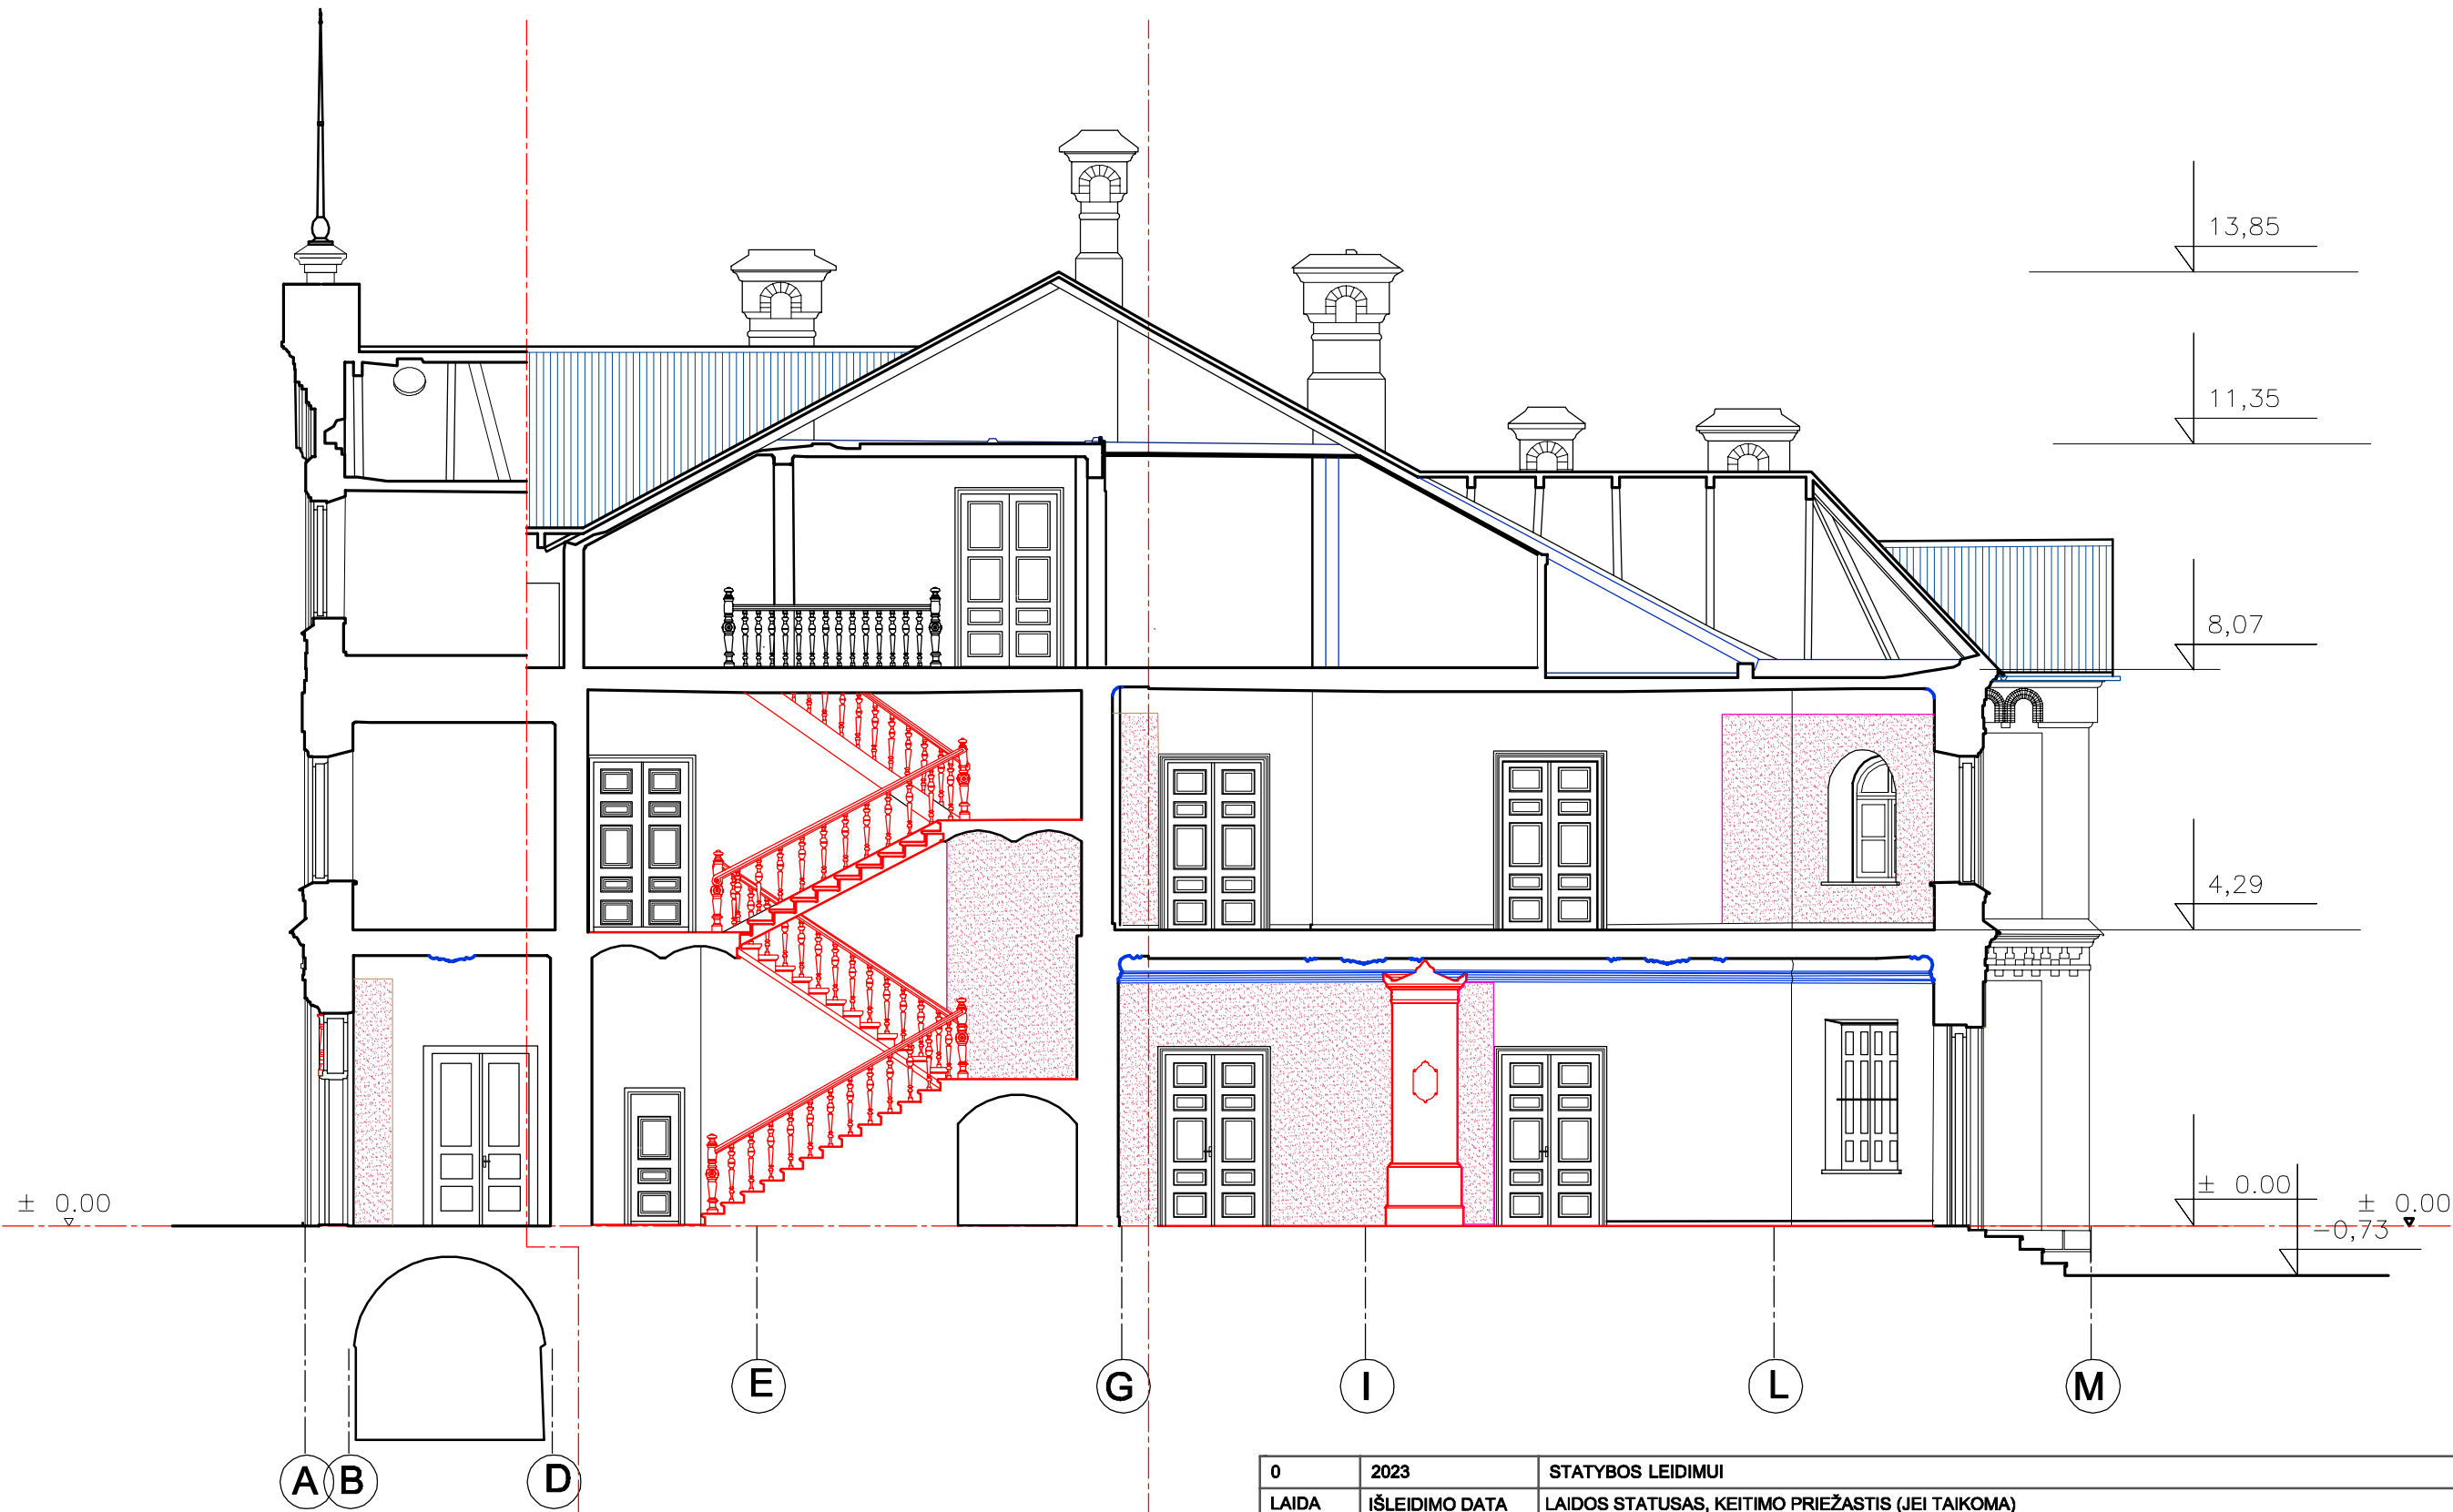 13,85
11,35
8,07
4,29
± 0.00
± 0.00
± 0.00
-0,73
E
G
I
L
M
A
B
D
0 2023 STATYBOS LEIDIMUI
LAIDA IŠLEIDIMO DATA LAIDOS STATUSAS, KEITIMO PRIEŽASTIS (JEI TAIKOMA)